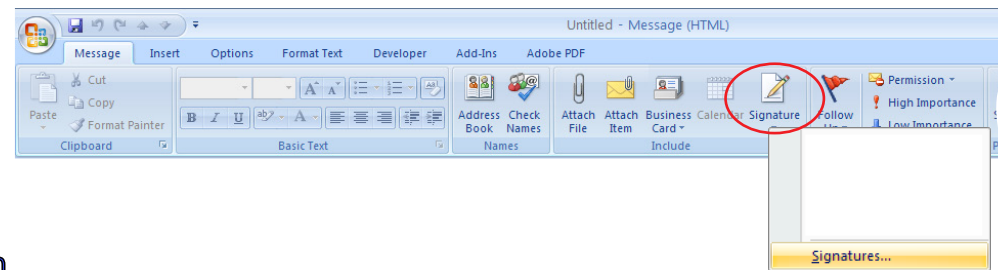 Untitled - Message (HTML)
Message Insert Options Format Text Developer Add-Ins Adobe PDF
Cut
Copy
Paste
Format Painter
Clipboard
B I U
Basic Text
Address Book
Check Names
Names
Attach File
Attach Item
Business Card
Calendar
Signature
Include
Follow
Permission
High Importance
Low Importance
Signatures...